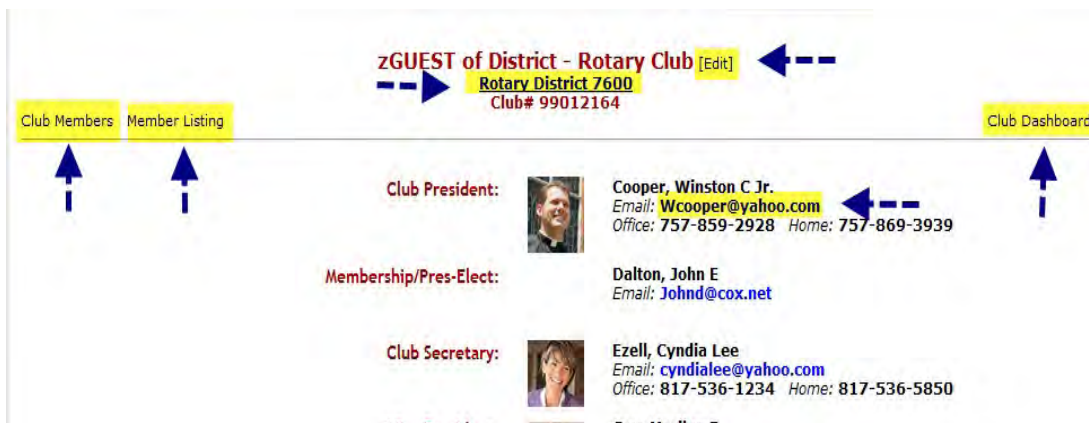 zGUEST of District - Rotary Club [Edit]
Rotary District 7600
Club# 99012164
Club Members Member Listing Club Dashboard
Club President: Cooper, Winston C Jr.
Email: Wcooper@yahoo.com
Office: 757-859-2928 Home: 757-869-3939
Membership/Pres-Elect: Dalton, John E
Email: Johnd@cox.net
Club Secretary: Ezell, Cyndia Lee
Email: cyndialee@yahoo.com
Office: 817-536-1234 Home: 817-536-5850